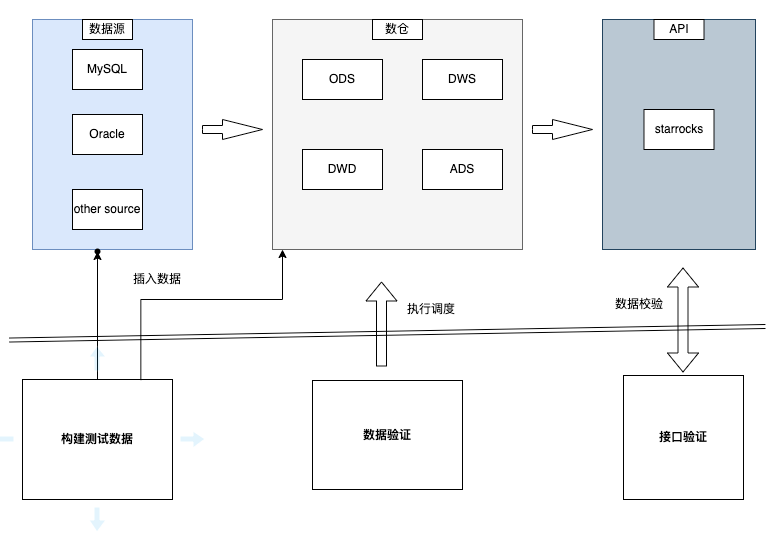 数据源
MySQL
Oracle
other source
数仓
ODS
DWS
DWD
ADS
API
starrocks
插入数据
执行调度
数据校验
构建测试数据
数据验证
接口验证